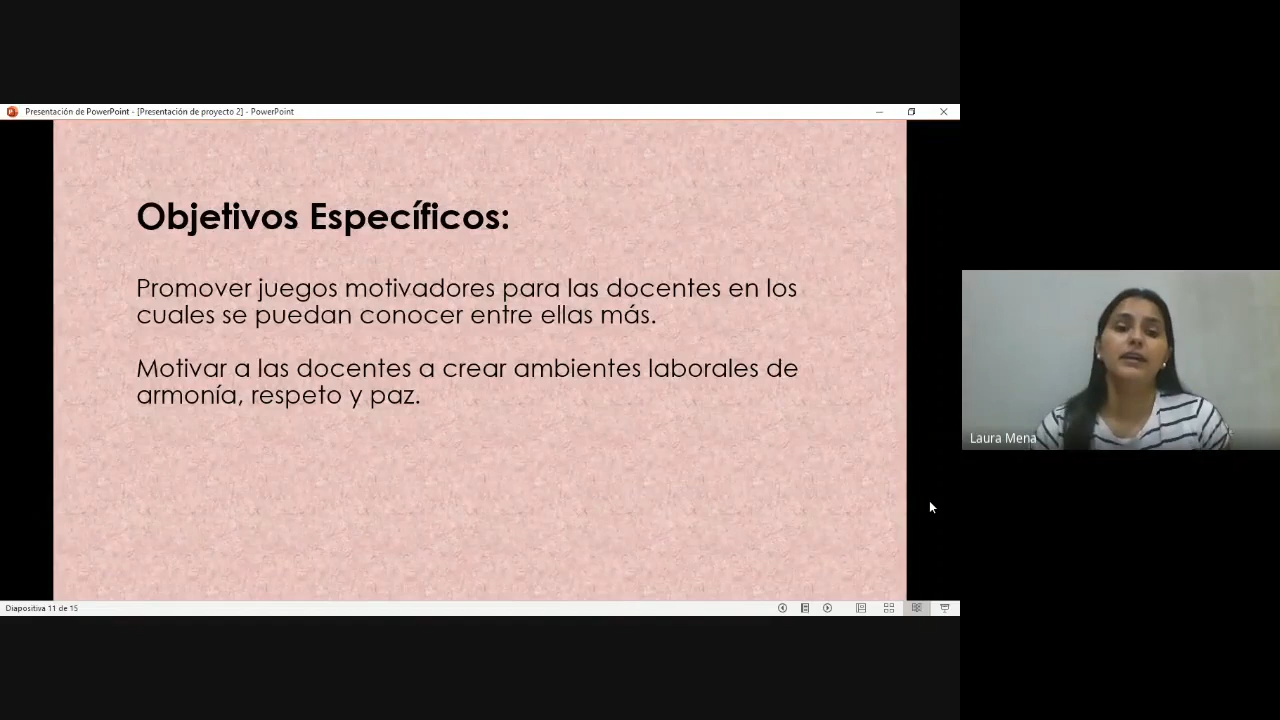 Presentación de PowerPoint - [Presentación de proyecto 2] - PowerPoint
Objetivos Específicos:
Promover juegos motivadores para las docentes en los
cuales se puedan conocer entre ellas más.
Motivar a las docentes a crear ambientes laborales de
armonía, respeto y paz.
Laura Mena
Diapositiva 11 de 15